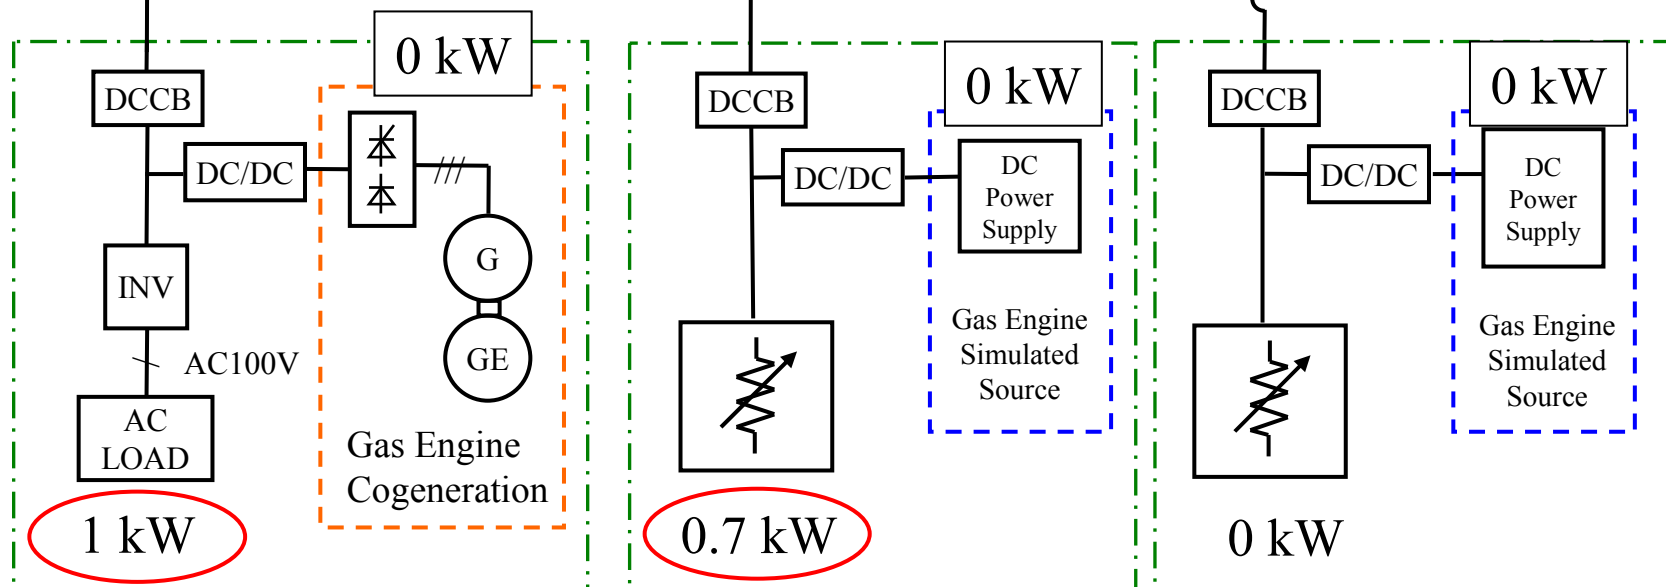 0 kW
DCCB
DC/DC
G
INV
GE
AC100V
AC
LOAD
Gas Engine
Cogeneration
1 kW
0 kW
DCCB
DC/DC
DC
Power
Supply
Gas Engine
Simulated
Source
0.7 kW
0 kW
DCCB
DC/DC
DC
Power
Supply
Gas Engine
Simulated
Source
0 kW